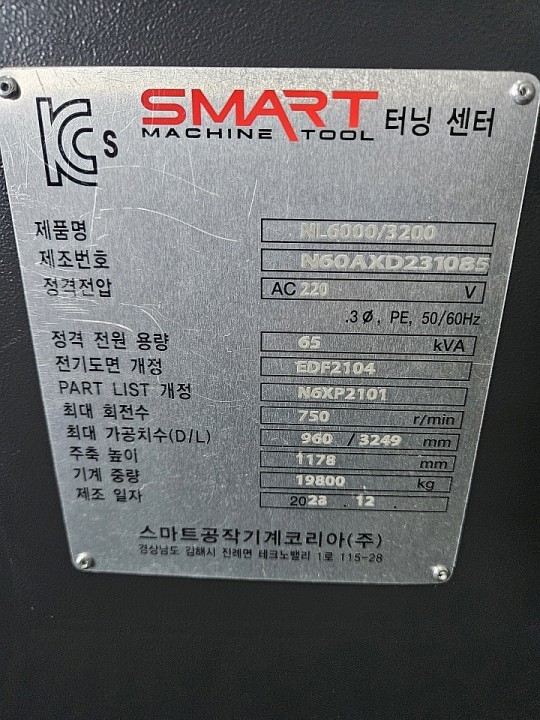 KCs SMART
MACHINE TOOL 터닝 센터
제품명 NL6000/3200
제조번호 N60AXD231085
정격전압 AC 220 V
.3Ø, PE, 50/60Hz
정격 전원 용량 65 kVA
전기도면 개정 EDF2104
PART LIST 개정 N6XP2101
최대 회전수 750 r/min
최대 가공치수(D/L) 960 / 3249 mm
주축 높이 1178 mm
기계 중량 19800 kg
제조 일자 2023 . 12 .
스마트공작기계코리아(주)
경상남도 김해시 진례면 테크노밸리 1로 115-28